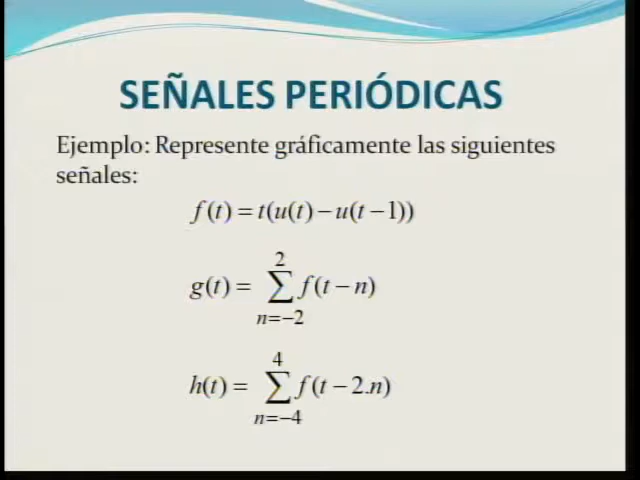 SEÑALES PERIÓDICAS
Ejemplo: Represente gráficamente las siguientes
señales:
f(t) = t(u(t) − u(t − 1))
2
g(t) = ∑ f(t − n)
n=−2
4
h(t) = ∑ f(t − 2.n)
n=−4